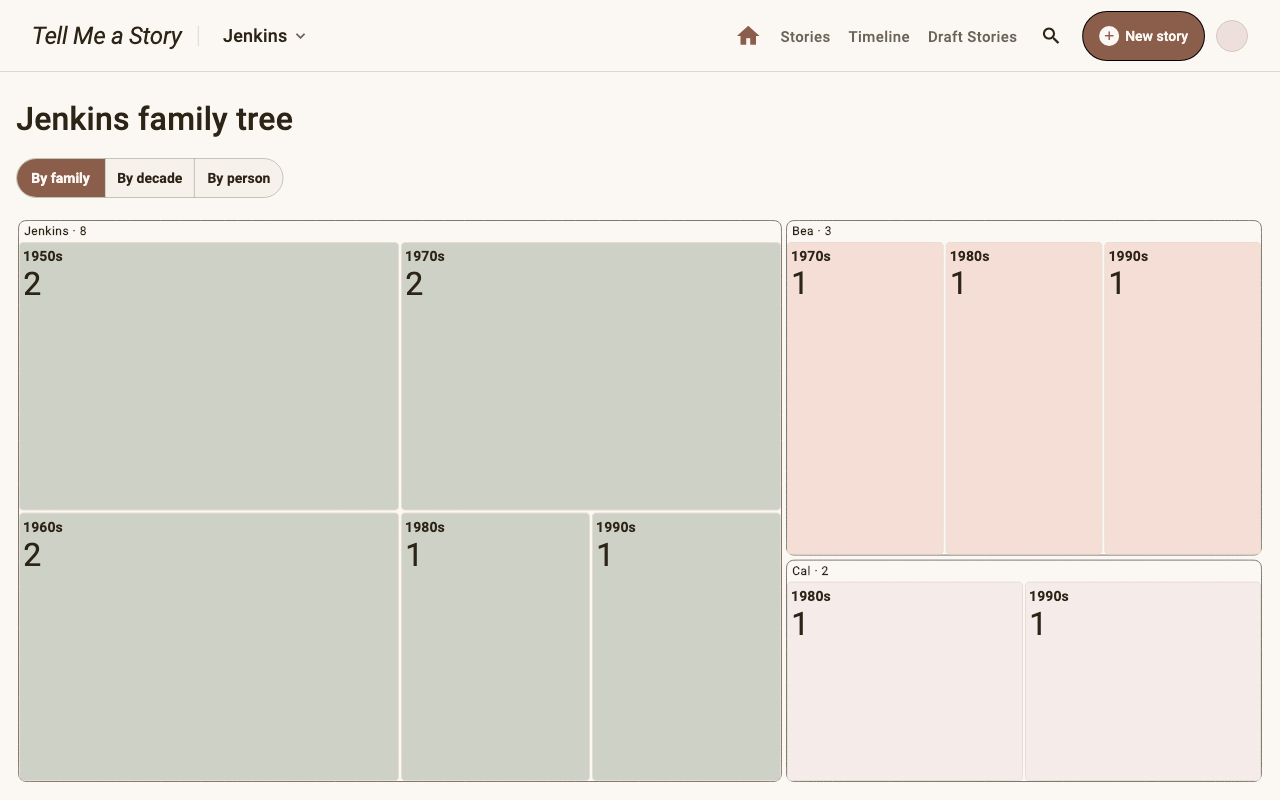 Tell Me a Story
Jenkins
Stories
Timeline
Draft Stories
New story
Jenkins family tree
By family
By decade
By person
Jenkins · 8
1950s
2
1970s
2
1960s
2
1980s
1
1990s
1
Bea · 3
1970s
1
1980s
1
1990s
1
Cal · 2
1980s
1
1990s
1